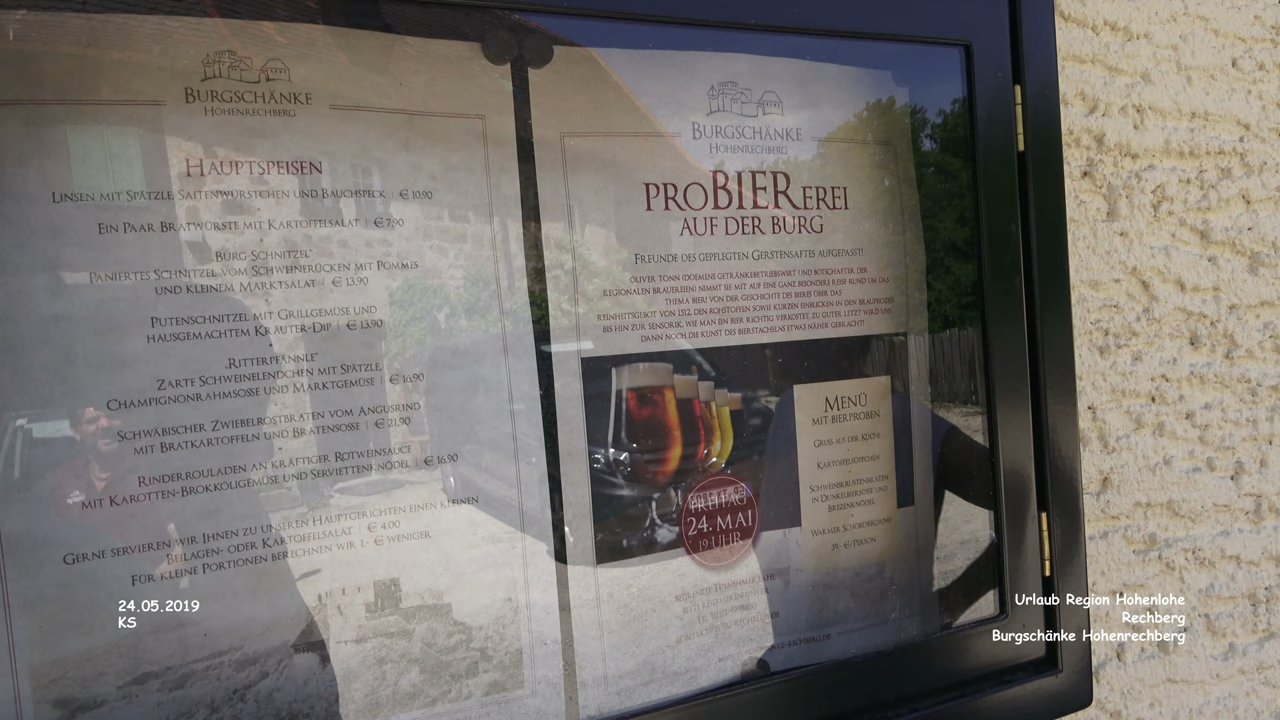 BURGSCHÄNKE
HOHENRECHBERG
HAUPTSPEISEN
LINSEN MIT SPÄTZLE, SAITENWÜRSTCHEN UND BAUCHSPECK | € 10,90
EIN PAAR BRATWÜRSTE MIT KARTOFFELSALAT | € 7,90
„BURG-SCHNITZEL"
PANIERTES SCHNITZEL VOM SCHWEINERÜCKEN MIT POMMES
UND KLEINEM MARKTSALAT | € 13,90
PUTENSCHNITZEL MIT GRILLGEMÜSE UND
HAUSGEMACHTEM KRÄUTER-DIP | € 13,90
„RITTERPFÄNNLE"
ZARTE SCHWEINELENDCHEN MIT SPÄTZLE,
CHAMPIGNONRAHMSOSSE UND MARKTGEMÜSE | € 16,90
SCHWÄBISCHER ZWIEBELROSTBRATEN VOM ANGUSRIND
MIT BRATKARTOFFELN UND BRATENSOSSE | € 21,90
RINDERROULADEN AN KRÄFTIGER ROTWEINSAUCE
MIT KAROTTEN-BROKKOLIGEMÜSE UND SERVIETTENKNÖDEL | € 16,90
GERNE SERVIEREN WIR IHNEN ZU UNSEREN HAUPTGERICHTEN EINEN KLEINEN
BEILAGEN- ODER KARTOFFELSALAT | € 4,00
FÜR KLEINE PORTIONEN BERECHNEN WIR 1,- € WENIGER
BURGSCHÄNKE
HOHENRECHBERG
PROBIEREREI
AUF DER BURG
FREUNDE DES GEPFLEGTEN GERSTENSAFTES AUFGEPASST!
OLIVER TONN (DOEMENS GETRÄNKEBETRIEBSWIRT UND BOTSCHAFTER DER
REGIONALEN BRAUEREIEN) NIMMT SIE MIT AUF EINE GANZ BESONDERE REISE RUND UM DAS
THEMA BIER! VON DER GESCHICHTE DES BIERES ÜBER DAS
REINHEITSGEBOT VON 1512, DEN ROHSTOFFEN SOWIE KURZEN EINBLICKEN IN DEN BRAUPROZESS
BIS HIN ZUR SENSORIK, WIE MAN EIN BIER RICHTIG VERKOSTET. ZU GUTER LETZT WIRD UNS
DANN NOCH DIE KUNST DES BIERSTACHELNS ETWAS NÄHER GEBRACHT!
MENÜ
MIT BIERPROBEN
GRUSS AUS DER KÜCHE
KARTOFFELSÜPPCHEN
SCHWEINSKRUSTENBRATEN
IN DUNKELBIERSOSSE UND
BREZENKNÖDEL
WARMER SCHOKOBROWNIE
39,- €/PERSON
FREITAG
24. MAI
19 UHR
BEGRENZTE TEILNEHMERZAHL
24.05.2019
KS
Urlaub Region Hohenlohe
Rechberg
Burgschänke Hohenrechberg